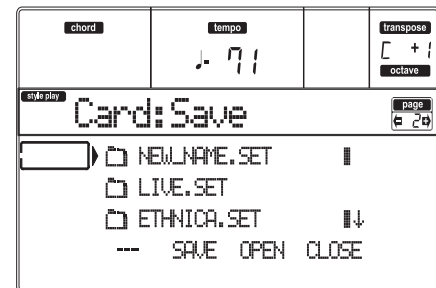 chord tempo transpose
♩- 71 C +1
octave
style play
Card:Save page
2
NEW_NAME.SET
LIVE.SET
ETHNICA.SET
--- SAVE OPEN CLOSE